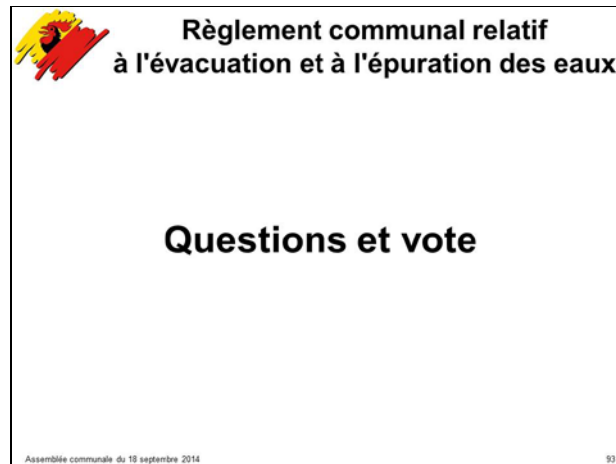 Règlement communal relatif
à l'évacuation et à l'épuration des eaux
Questions et vote
Assemblée communale du 18 septembre 2014
93